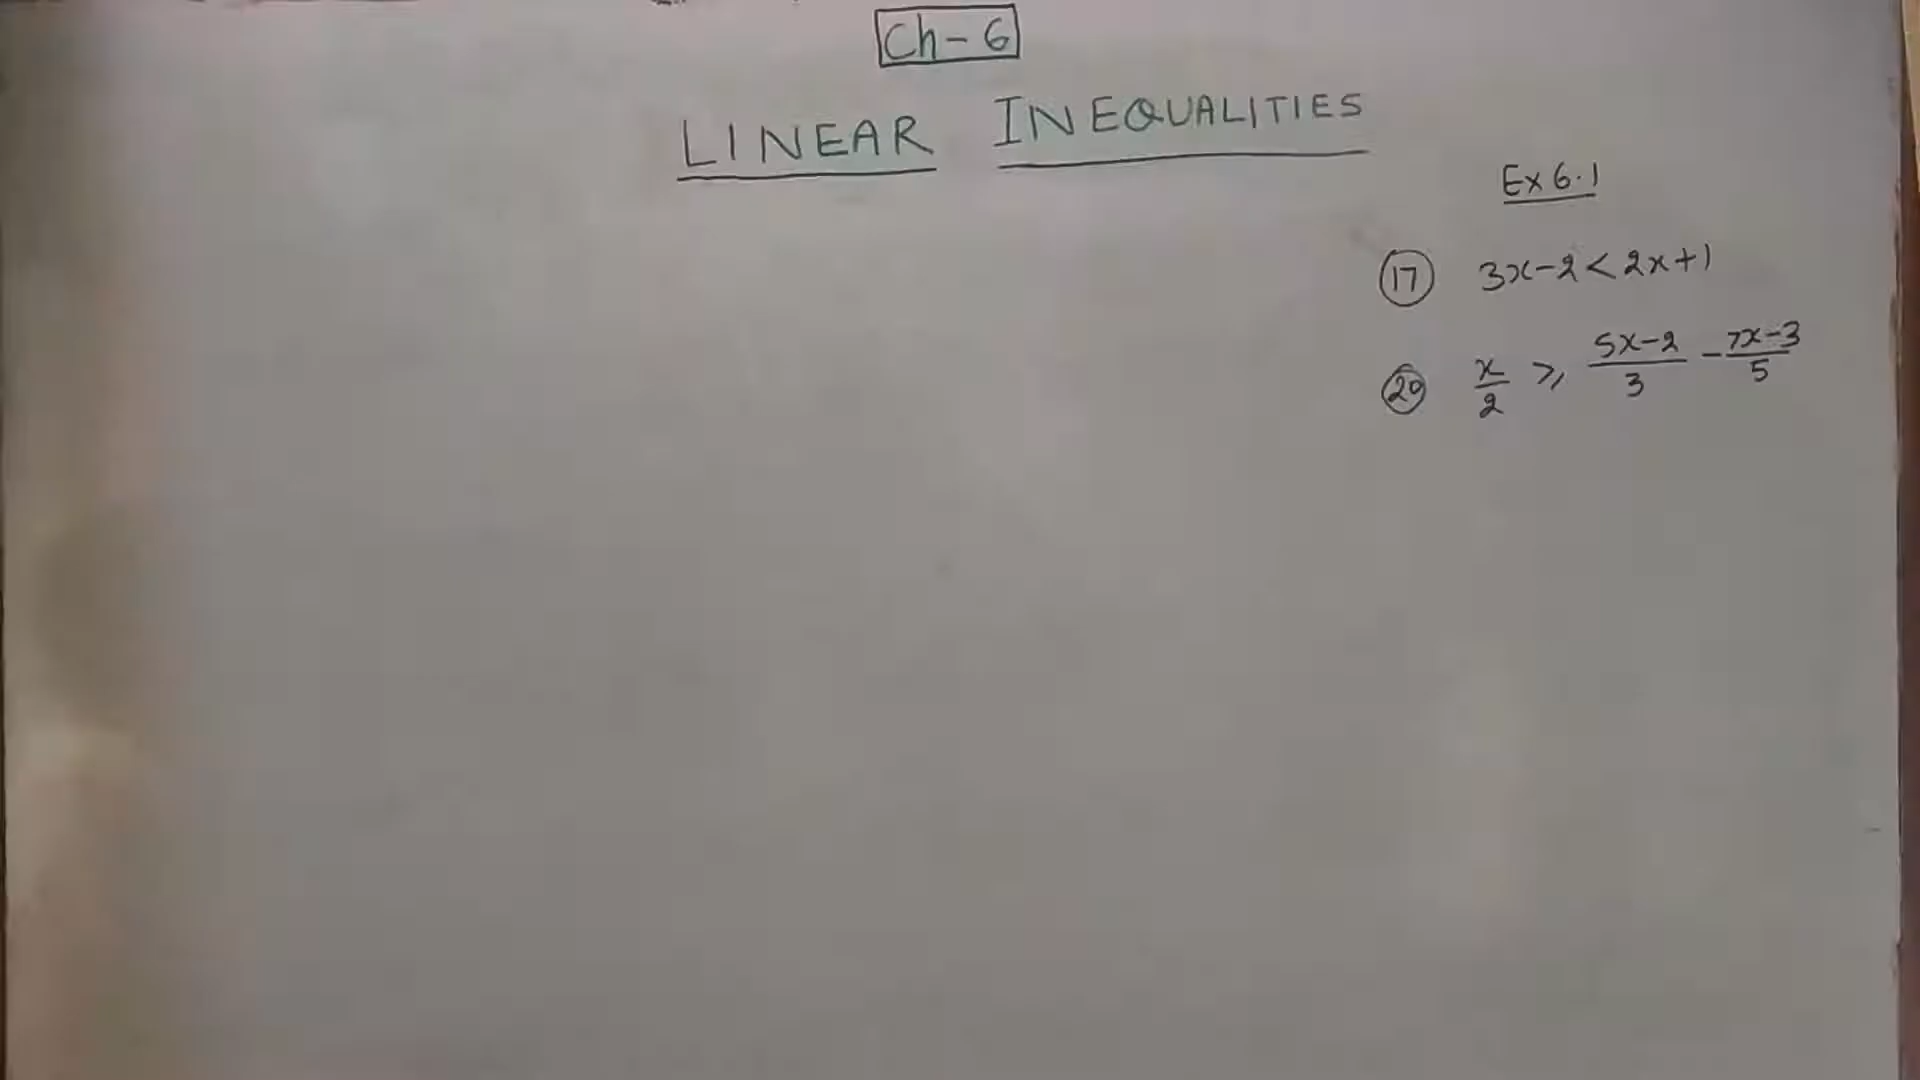 Ch-6
LINEAR INEQUALITIES
Ex 6.1
17 3x-2<2x+1
20 x/2 ≥ 5x-2/3 - 7x-3/5